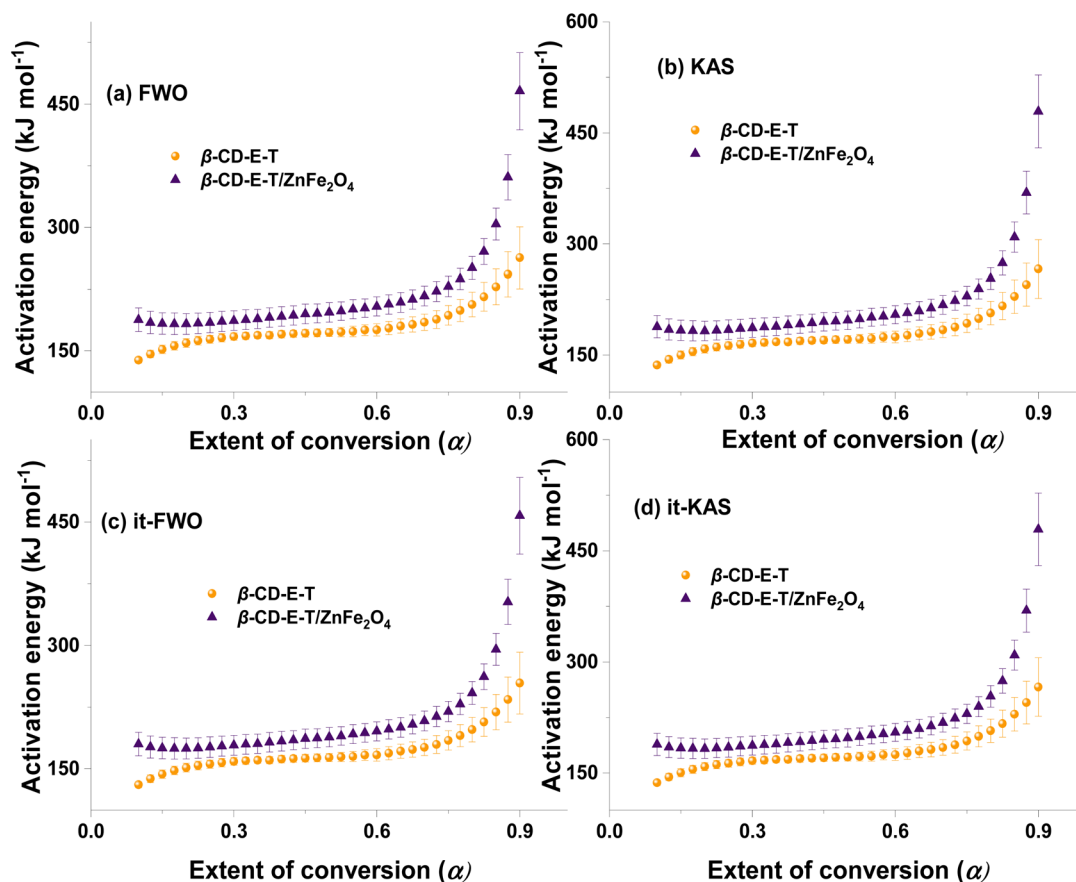 (a) FWO
β-CD-E-T
β-CD-E-T/ZnFe₂O₄
Activation energy (kJ mol⁻¹)
450
300
150
0.0 0.3 0.6 0.9
Extent of conversion (α)
(b) KAS
β-CD-E-T
β-CD-E-T/ZnFe₂O₄
Activation energy (kJ mol⁻¹)
600
450
300
150
0.0 0.3 0.6 0.9
Extent of conversion (α)
(c) it-FWO
β-CD-E-T
β-CD-E-T/ZnFe₂O₄
Activation energy (kJ mol⁻¹)
450
300
150
0.0 0.3 0.6 0.9
Extent of conversion (α)
(d) it-KAS
β-CD-E-T
β-CD-E-T/ZnFe₂O₄
Activation energy (kJ mol⁻¹)
600
450
300
150
0.0 0.3 0.6 0.9
Extent of conversion (α)